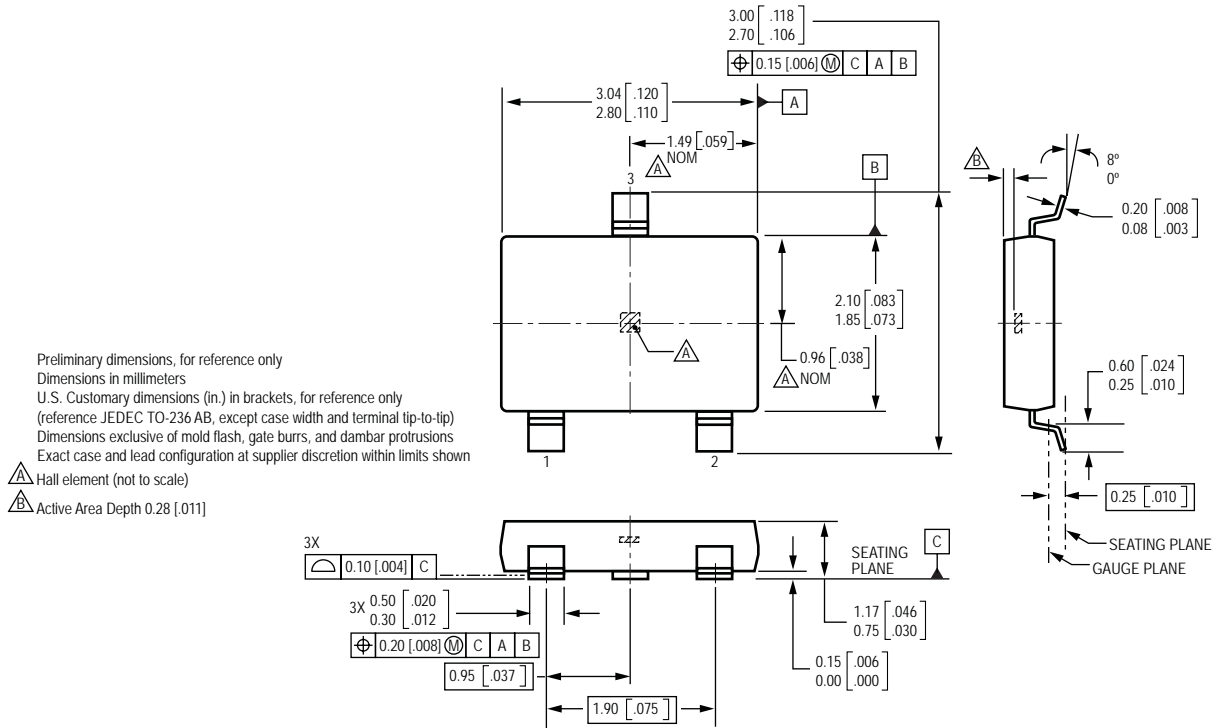 3.00 [.118
2.70 [.106]
⌖ 0.15 [.006] Ⓜ C A B
3.04 [.120
2.80 [.110]
A
1.49 [.059]
A NOM
3
B
B
8º
0º
0.20 [.008
0.08 [.003]
2.10 [.083
1.85 [.073]
A
0.96 [.038]
A NOM
0.60 [.024
0.25 [.010]
1
2
0.25 [.010]
SEATING PLANE
GAUGE PLANE
Preliminary dimensions, for reference only
Dimensions in millimeters
U.S. Customary dimensions (in.) in brackets, for reference only
(reference JEDEC TO-236 AB, except case width and terminal tip-to-tip)
Dimensions exclusive of mold flash, gate burrs, and dambar protrusions
Exact case and lead configuration at supplier discretion within limits shown
A Hall element (not to scale)
B Active Area Depth 0.28 [.011]
3X
⌓ 0.10 [.004] C
3X 0.50 [.020
0.30 [.012]
⌖ 0.20 [.008] Ⓜ C A B
0.95 [.037]
1.90 [.075]
SEATING
PLANE
C
1.17 [.046
0.75 [.030]
0.15 [.006
0.00 [.000]